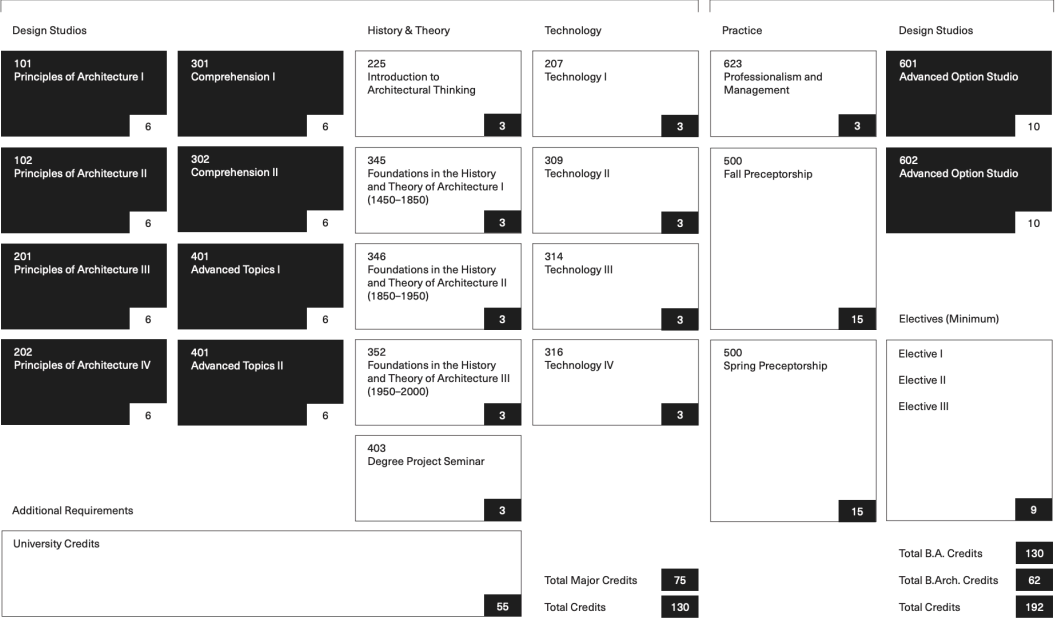 Design Studios
History & Theory
Technology
Practice
Design Studios
101
Principles of Architecture I
6
301
Comprehension I
6
225
Introduction to
Architectural Thinking
3
207
Technology I
3
623
Professionalism and
Management
3
601
Advanced Option Studio
10
102
Principles of Architecture II
6
302
Comprehension II
6
345
Foundations in the History
and Theory of Architecture I
(1450–1850)
3
309
Technology II
3
500
Fall Preceptorship
15
602
Advanced Option Studio
10
201
Principles of Architecture III
6
401
Advanced Topics I
6
346
Foundations in the History
and Theory of Architecture II
(1850–1950)
3
314
Technology III
3
Electives (Minimum)
202
Principles of Architecture IV
6
401
Advanced Topics II
6
352
Foundations in the History
and Theory of Architecture III
(1950–2000)
3
316
Technology IV
3
500
Spring Preceptorship
15
Elective I
Elective II
Elective III
9
403
Degree Project Seminar
3
Additional Requirements
University Credits
55
Total Major Credits 75
Total Credits 130
Total B.A. Credits 130
Total B.Arch. Credits 62
Total Credits 192